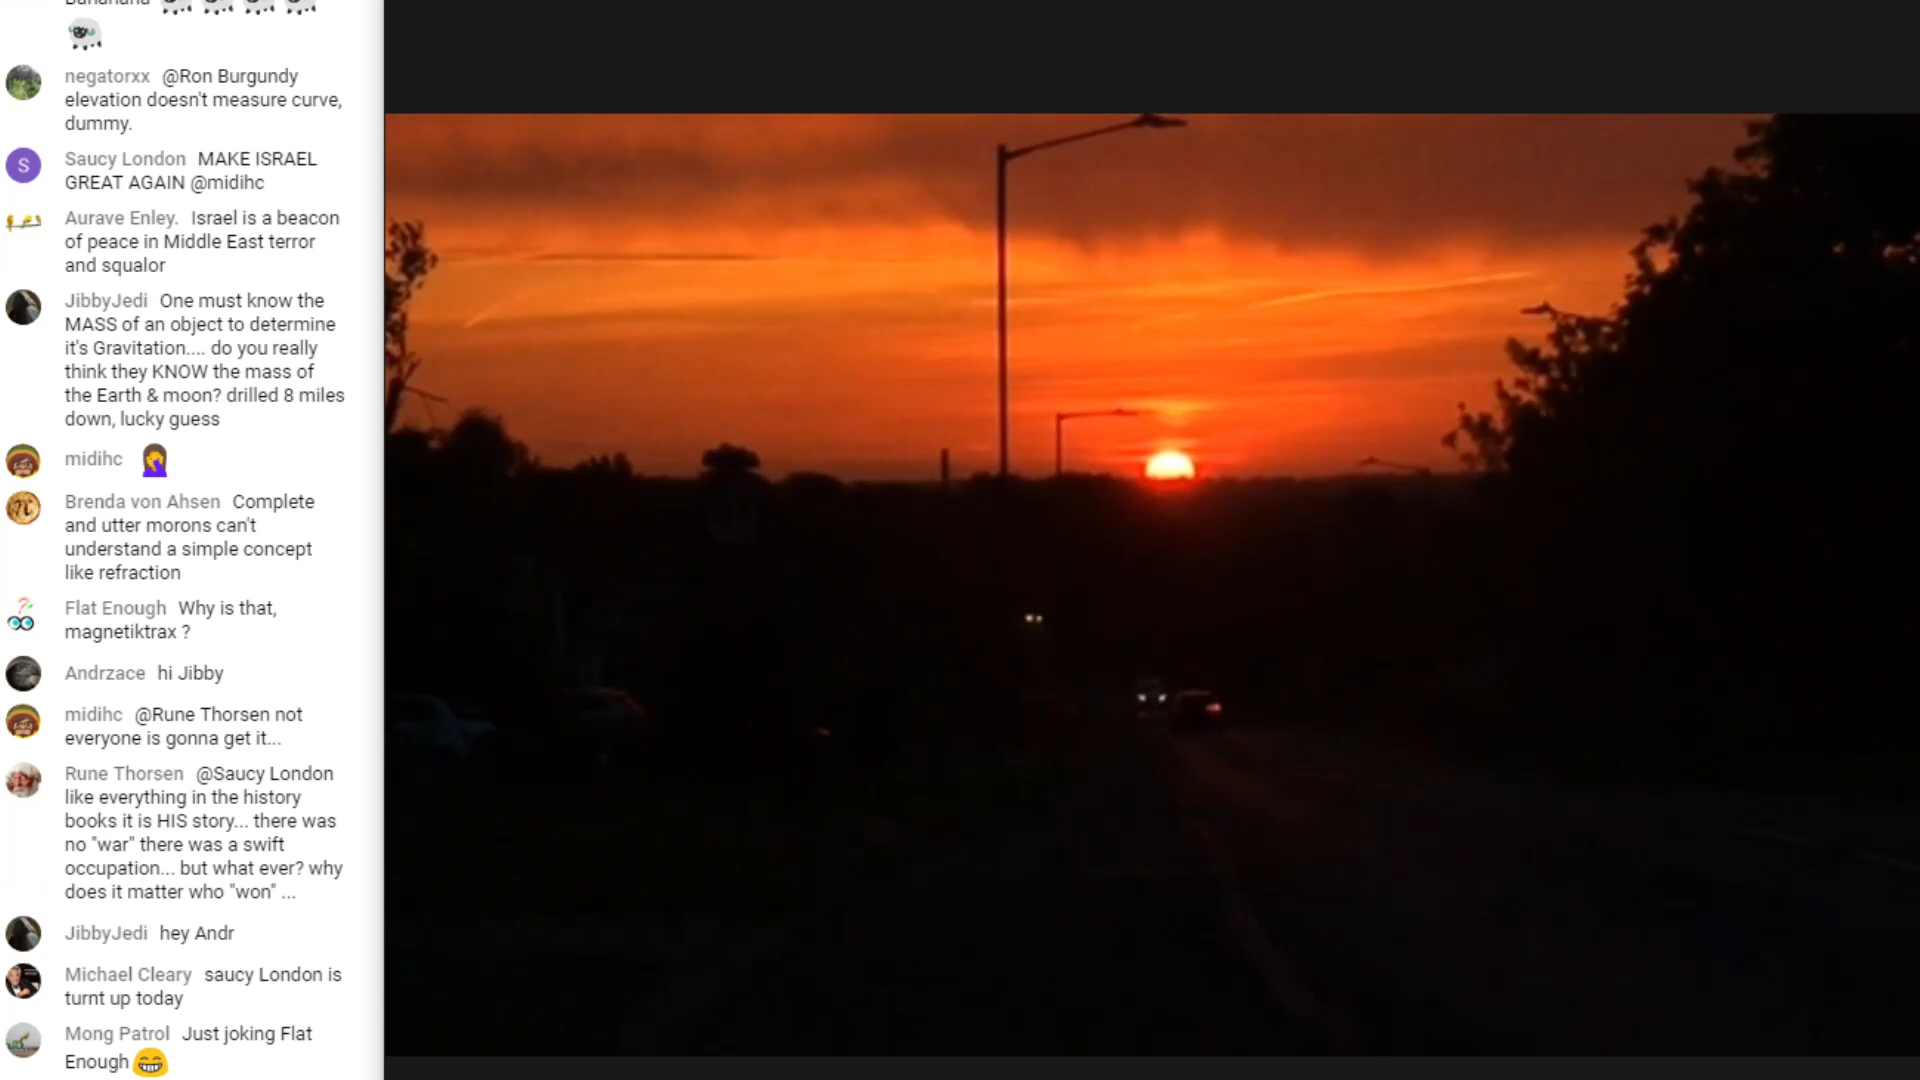 Bahahaha
negatorxx @Ron Burgundy
elevation doesn't measure curve,
dummy.
S
Saucy London MAKE ISRAEL
GREAT AGAIN @midihc
Aurave Enley. Israel is a beacon
of peace in Middle East terror
and squalor
JibbyJedi One must know the
MASS of an object to determine
it's Gravitation.... do you really
think they KNOW the mass of
the Earth & moon? drilled 8 miles
down, lucky guess
midihc
Brenda von Ahsen Complete
and utter morons can't
understand a simple concept
like refraction
Flat Enough Why is that,
magnetiktrax ?
Andrzace hi Jibby
midihc @Rune Thorsen not
everyone is gonna get it...
Rune Thorsen @Saucy London
like everything in the history
books it is HIS story... there was
no "war" there was a swift
occupation... but what ever? why
does it matter who "won" ...
JibbyJedi hey Andr
Michael Cleary saucy London is
turnt up today
Mong Patrol Just joking Flat
Enough